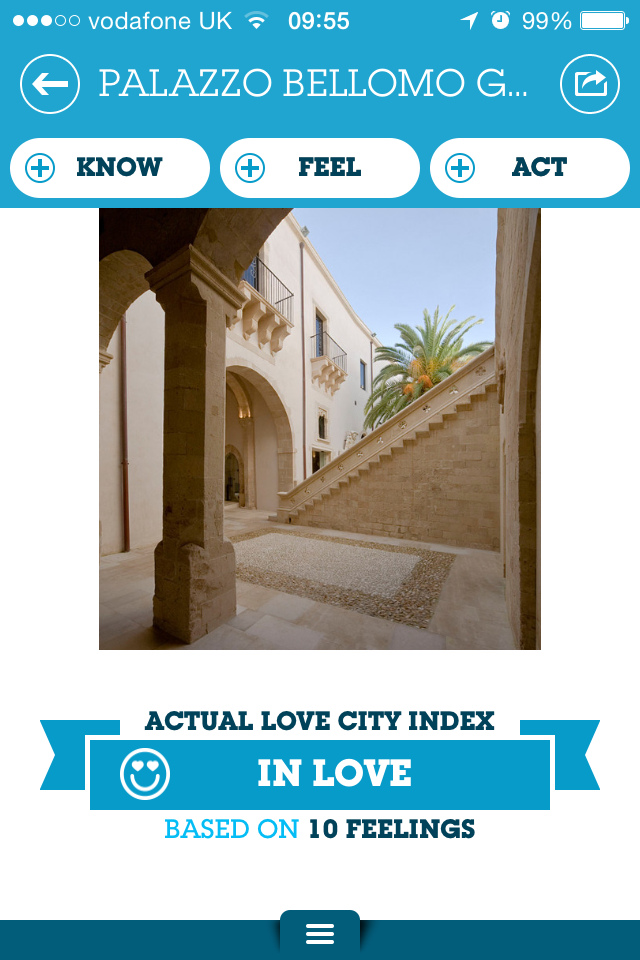 vodafone UK 09:55 99%
PALAZZO BELLOMO G...
KNOW FEEL ACT
ACTUAL LOVE CITY INDEX
IN LOVE
BASED ON 10 FEELINGS